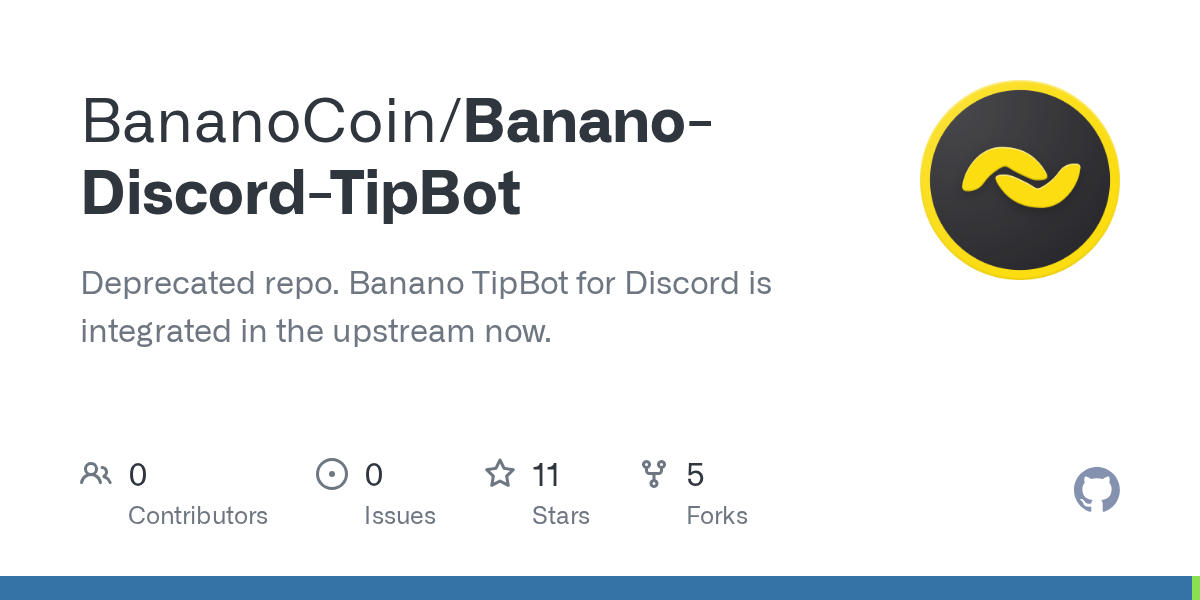 BananoCoin/Banano-
Discord-TipBot
Deprecated repo. Banano TipBot for Discord is
integrated in the upstream now.
0 0 11 5
Contributors Issues Stars Forks